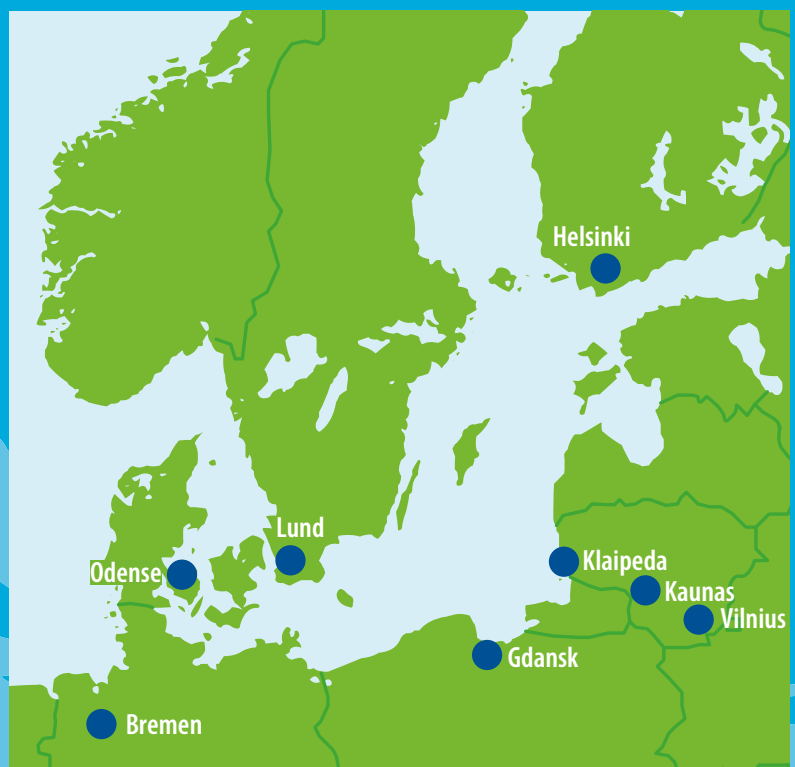 Helsinki
Lund
Klaipeda
Odense
Kaunas
Vilnius
Gdansk
Bremen